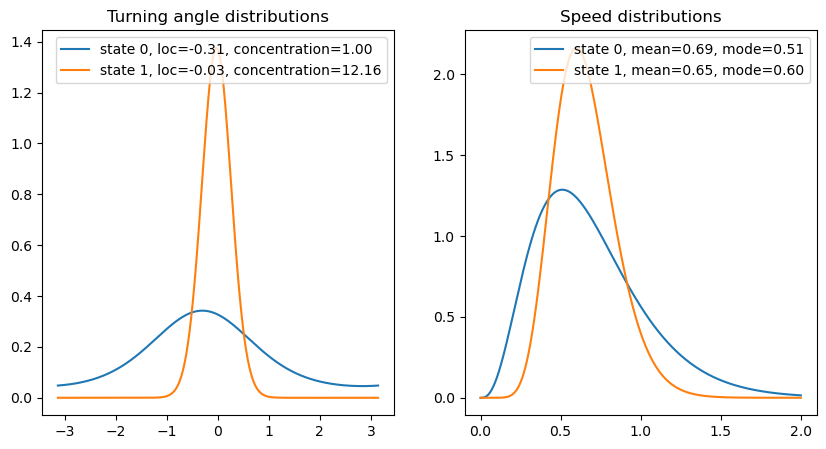 Turning angle distributions
state 0, loc=-0.31, concentration=1.00
state 1, loc=-0.03, concentration=12.16
1.4
1.2
1.0
0.8
0.6
0.4
0.2
0.0
−3 −2 −1 0 1 2 3
Speed distributions
state 0, mean=0.69, mode=0.51
state 1, mean=0.65, mode=0.60
2.0
1.5
1.0
0.5
0.0
0.0 0.5 1.0 1.5 2.0